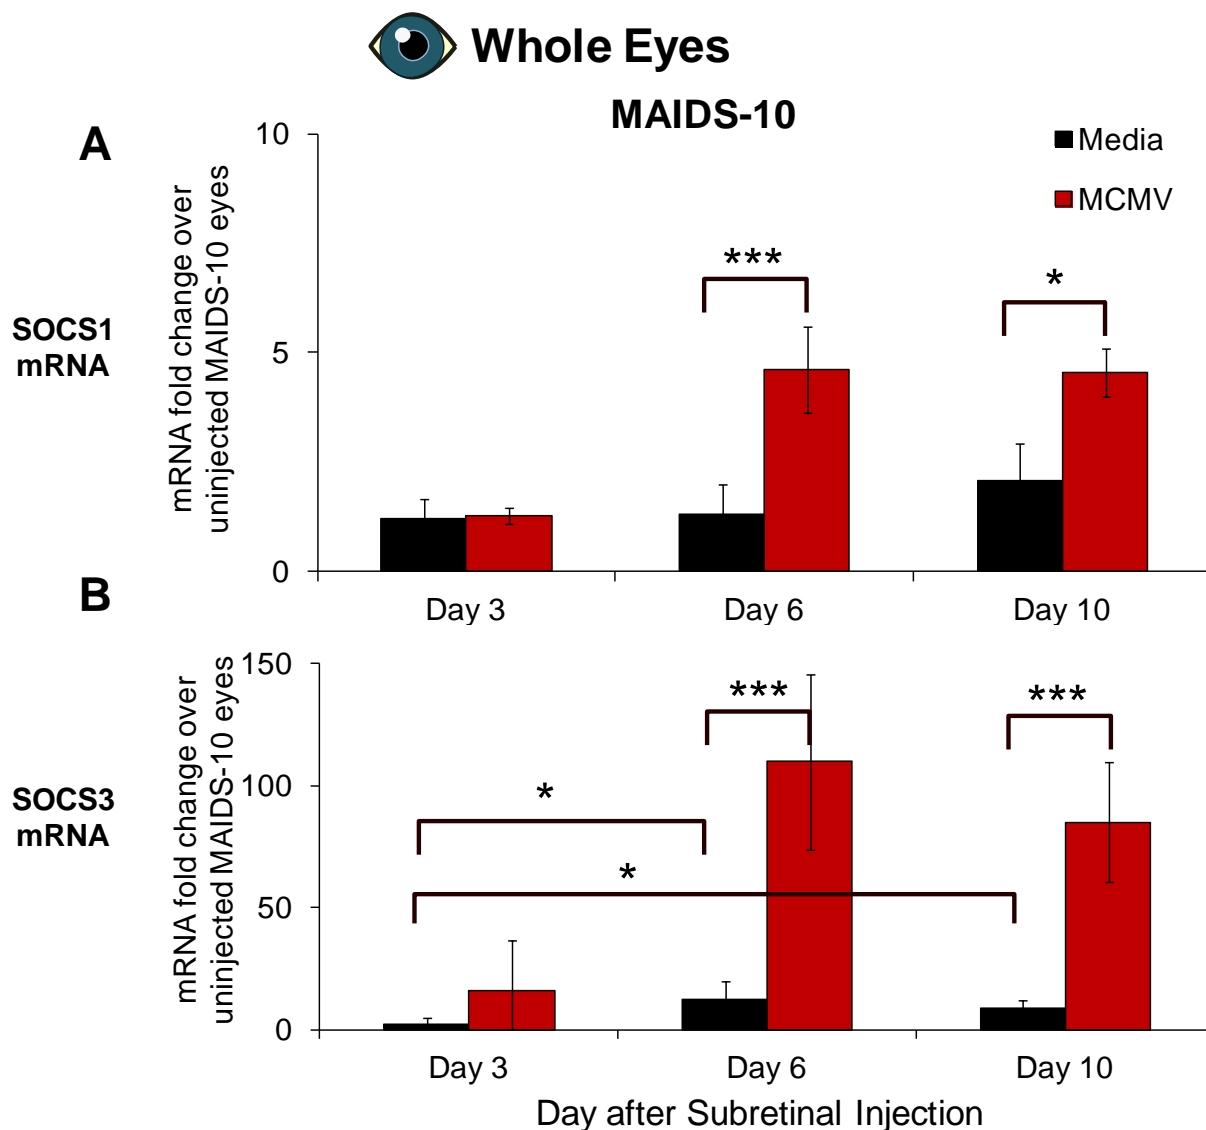 Whole Eyes
MAIDS-10
A
10
5
0
mRNA fold change over
uninjected MAIDS-10 eyes
SOCS1
mRNA
Media
MCMV
***
*
Day 3
Day 6
Day 10
B
150
100
50
0
mRNA fold change over
uninjected MAIDS-10 eyes
SOCS3
mRNA
***
***
*
*
Day 3
Day 6
Day 10
Day after Subretinal Injection